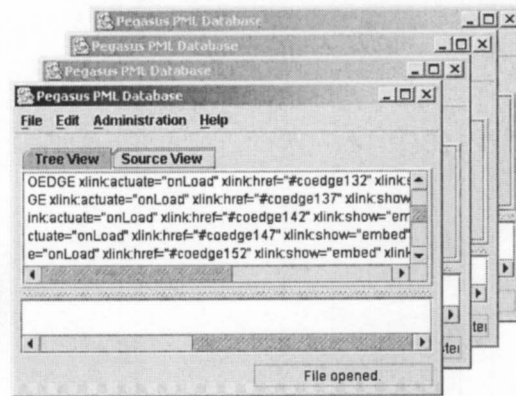 Pegasus PML Database
Pegasus PML Database
Pegasus PML Database
Pegasus PML Database
File Edit Administration Help
Tree View Source View
OEDGE xlink:actuate="onLoad" xlink:href="#coedge132" xlink:s
GE xlink:actuate="onLoad" xlink:href="#coedge137" xlink:show
ink:actuate="onLoad" xlink:href="#coedge142" xlink:show="em
ctuate="onLoad" xlink:href="#coedge147" xlink:show="embed"
e="onLoad" xlink:href="#coedge152" xlink:show="embed" xlink
File opened.